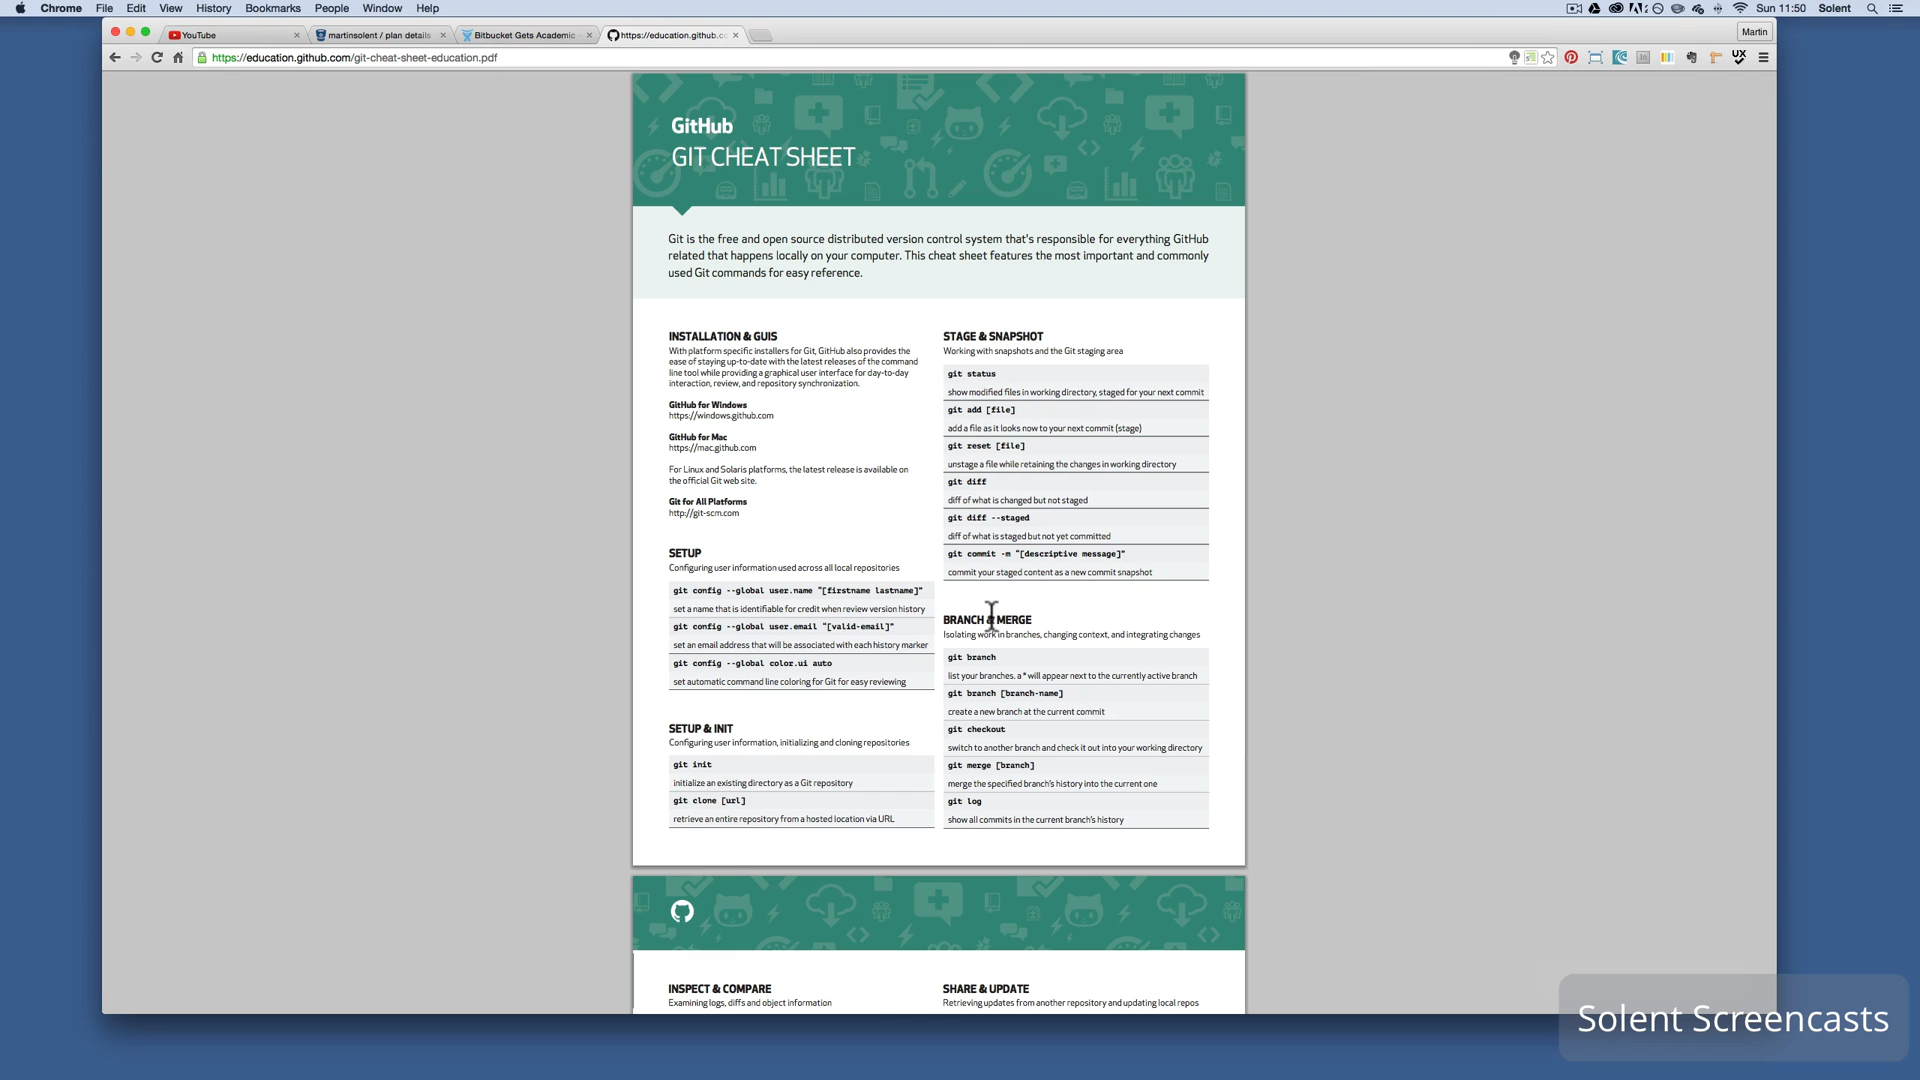 Chrome File Edit View History Bookmarks People Window Help
Sun 11:50 Solent
YouTube
martinsolent / plan details
Bitbucket Gets Academic
https://education.github.c
Martin
https://education.github.com/git-cheat-sheet-education.pdf
GitHub
GIT CHEAT SHEET
Git is the free and open source distributed version control system that's responsible for everything GitHub
related that happens locally on your computer. This cheat sheet features the most important and commonly
used Git commands for easy reference.
INSTALLATION & GUIS
With platform specific installers for Git, GitHub also provides the
ease of staying up-to-date with the latest releases of the command
line tool while providing a graphical user interface for day-to-day
interaction, review, and repository synchronization.
GitHub for Windows
https://windows.github.com
GitHub for Mac
https://mac.github.com
For Linux and Solaris platforms, the latest release is available on
the official Git web site.
Git for All Platforms
http://git-scm.com
SETUP
Configuring user information used across all local repositories
git config --global user.name “[firstname lastname]”
set a name that is identifiable for credit when review version history
git config --global user.email “[valid-email]”
set an email address that will be associated with each history marker
git config --global color.ui auto
set automatic command line coloring for Git for easy reviewing
SETUP & INIT
Configuring user information, initializing and cloning repositories
git init
initialize an existing directory as a Git repository
git clone [url]
retrieve an entire repository from a hosted location via URL
STAGE & SNAPSHOT
Working with snapshots and the Git staging area
git status
show modified files in working directory, staged for your next commit
git add [file]
add a file as it looks now to your next commit (stage)
git reset [file]
unstage a file while retaining the changes in working directory
git diff
diff of what is changed but not staged
git diff --staged
diff of what is staged but not yet committed
git commit -m “[descriptive message]”
commit your staged content as a new commit snapshot
BRANCH & MERGE
Isolating work in branches, changing context, and integrating changes
git branch
list your branches. a * will appear next to the currently active branch
git branch [branch-name]
create a new branch at the current commit
git checkout
switch to another branch and check it out into your working directory
git merge [branch]
merge the specified branch's history into the current one
git log
show all commits in the current branch's history
INSPECT & COMPARE
Examining logs, diffs and object information
SHARE & UPDATE
Retrieving updates from another repository and updating local repos
Solent Screencasts